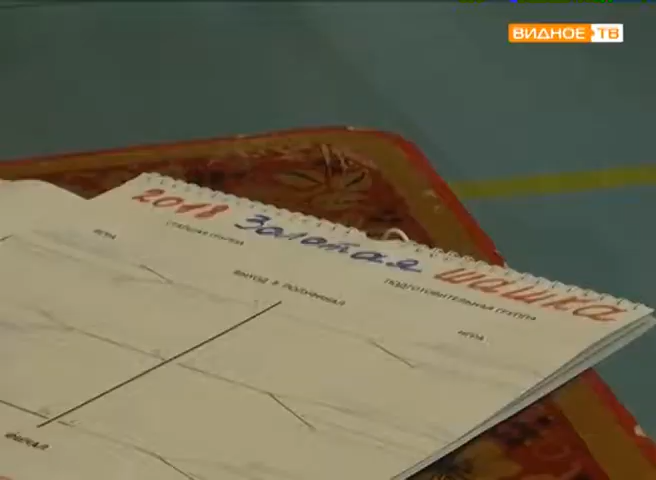 ВИДНОЕ ТВ
2018 Золотая шашка
СТАРШАЯ ГРУППА
ПОДГОТОВИТЕЛЬНАЯ ГРУППА
ИГРА
ВЫХОД В ПОЛУФИНАЛ
ИГРА
ФИНАЛ